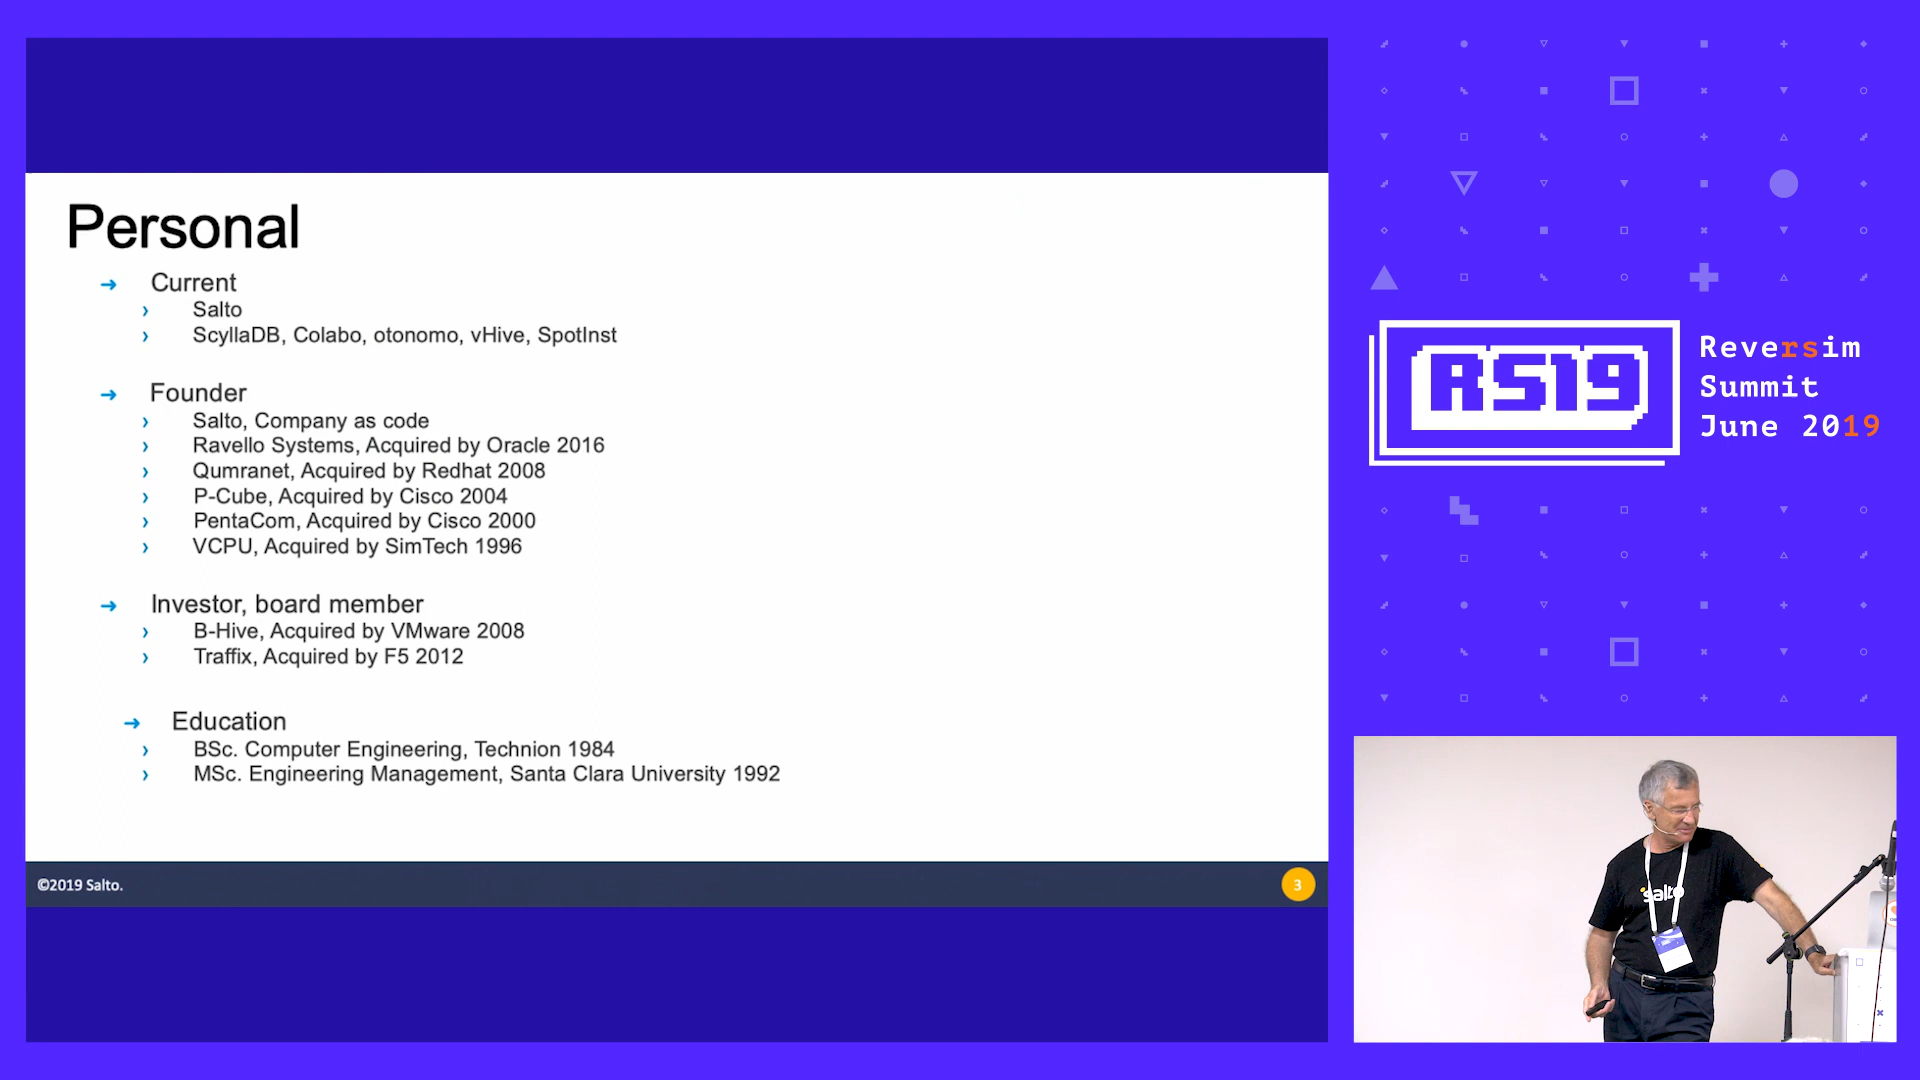 Personal
Current
Salto
ScyllaDB, Colabo, otonomo, vHive, SpotInst
Founder
Salto, Company as code
Ravello Systems, Acquired by Oracle 2016
Qumranet, Acquired by Redhat 2008
P-Cube, Acquired by Cisco 2004
PentaCom, Acquired by Cisco 2000
VCPU, Acquired by SimTech 1996
Investor, board member
B-Hive, Acquired by VMware 2008
Traffix, Acquired by F5 2012
Education
BSc. Computer Engineering, Technion 1984
MSc. Engineering Management, Santa Clara University 1992
©2019 Salto.
3
RS19
Reversim
Summit
June 2019
salto